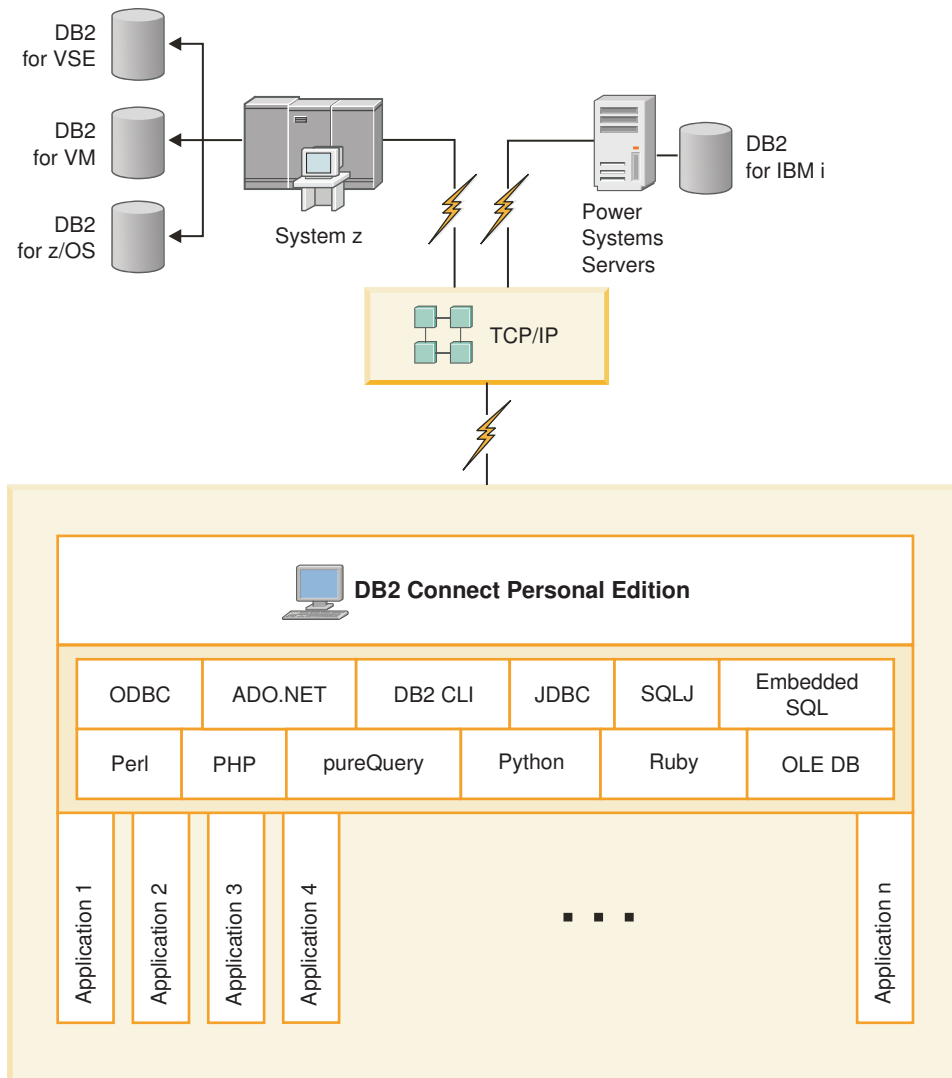 DB2
for VSE
DB2
for VM
DB2
for z/OS
System z
Power
Systems
Servers
DB2
for IBM i
TCP/IP
DB2 Connect Personal Edition
ODBC
ADO.NET
DB2 CLI
JDBC
SQLJ
Embedded
SQL
Perl
PHP
pureQuery
Python
Ruby
OLE DB
Application 1
Application 2
Application 3
Application 4
. . .
Application n